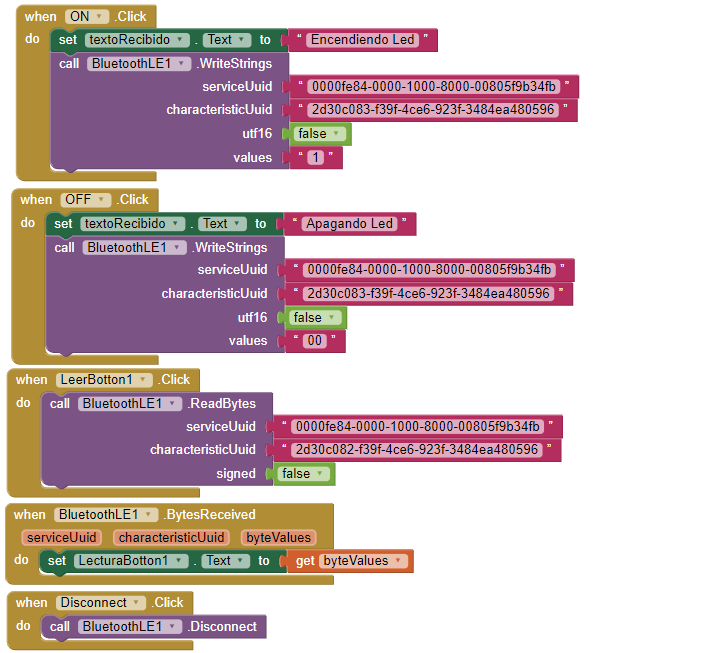 when ON .Click
do set textoRecibido . Text to " Encendiendo Led "
call BluetoothLE1 .WriteStrings
serviceUuid " 0000fe84-0000-1000-8000-00805f9b34fb "
characteristicUuid " 2d30c083-f39f-4ce6-923f-3484ea480596 "
utf16 false
values " 1 "
when OFF .Click
do set textoRecibido . Text to " Apagando Led "
call BluetoothLE1 .WriteStrings
serviceUuid " 0000fe84-0000-1000-8000-00805f9b34fb "
characteristicUuid " 2d30c083-f39f-4ce6-923f-3484ea480596 "
utf16 false
values " 00 "
when LeerBotton1 .Click
do call BluetoothLE1 .ReadBytes
serviceUuid " 0000fe84-0000-1000-8000-00805f9b34fb "
characteristicUuid " 2d30c082-f39f-4ce6-923f-3484ea480596 "
signed false
when BluetoothLE1 .BytesReceived
serviceUuid characteristicUuid byteValues
do set LecturaBotton1 . Text to get byteValues
when Disconnect .Click
do call BluetoothLE1 .Disconnect